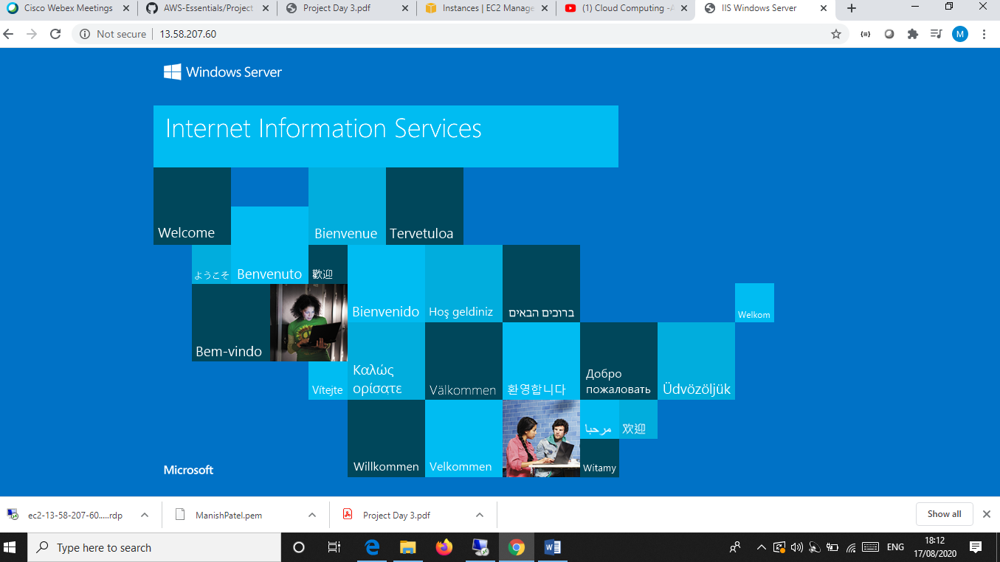 Cisco Webex Meetings
AWS-Essentials/Project
Project Day 3.pdf
Instances | EC2 Manage
(1) Cloud Computing -A
IIS Windows Server
Not secure
13.58.207.60
M
Windows Server
Internet Information Services
Welcome
Bienvenue
Tervetuloa
ようこそ
Benvenuto
歡迎
Bienvenido
Hoş geldiniz
ברוכים הבאים
Welkom
Bem-vindo
Vítejte
Καλώς
ορίσατε
Välkommen
환영합니다
Добро
пожаловать
Üdvözöljük
Willkommen
Velkommen
مرحبا
欢迎
Witamy
Microsoft
ec2-13-58-207-60.....rdp
ManishPatel.pem
Project Day 3.pdf
Show all
Type here to search
ENG
18:12
17/08/2020